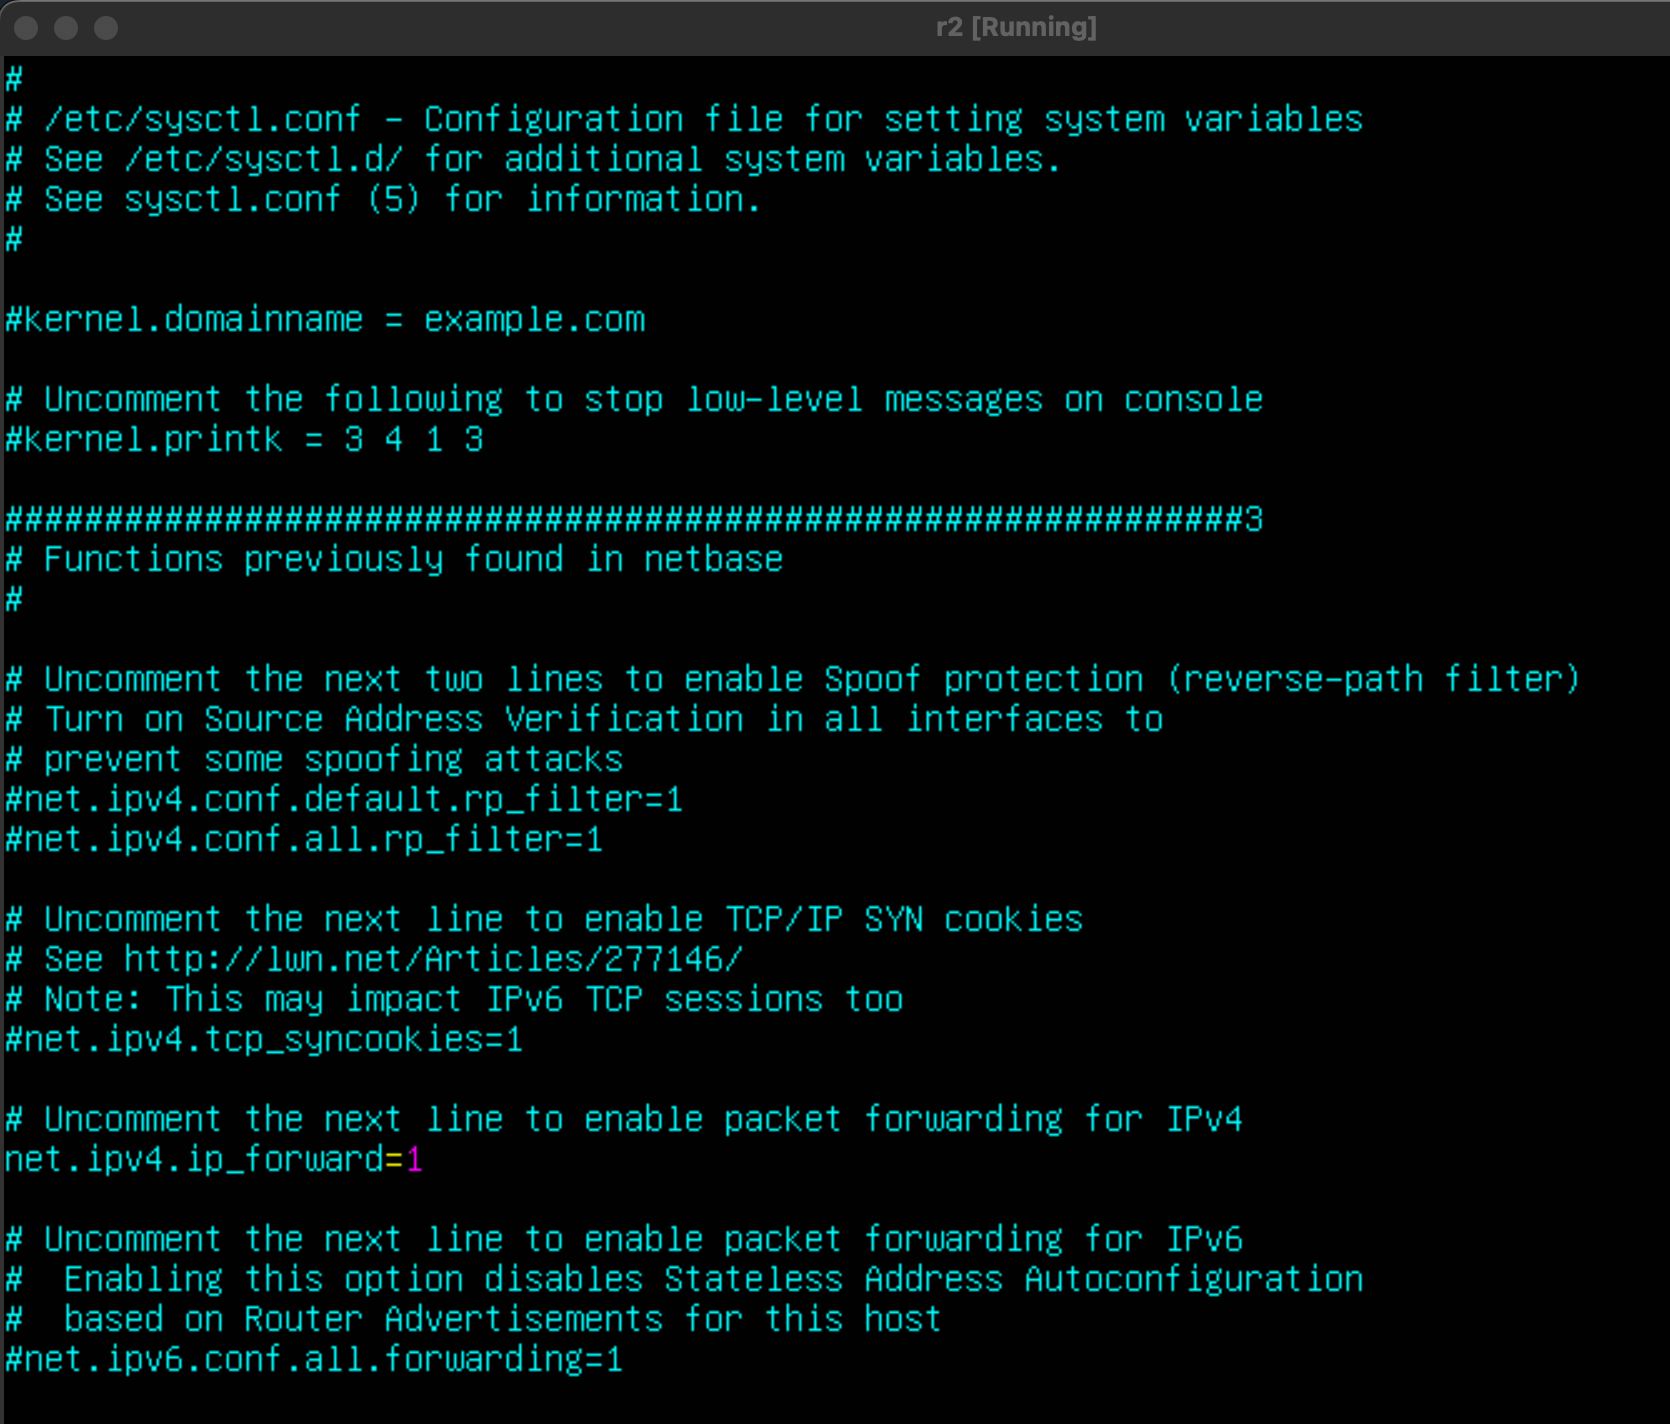 r2 [Running]
#
# /etc/sysctl.conf - Configuration file for setting system variables
# See /etc/sysctl.d/ for additional system variables.
# See sysctl.conf (5) for information.
#
#kernel.domainname = example.com
# Uncomment the following to stop low-level messages on console
#kernel.printk = 3 4 1 3
##############################################################3
# Functions previously found in netbase
#
# Uncomment the next two lines to enable Spoof protection (reverse-path filter)
# Turn on Source Address Verification in all interfaces to
# prevent some spoofing attacks
#net.ipv4.conf.default.rp_filter=1
#net.ipv4.conf.all.rp_filter=1
# Uncomment the next line to enable TCP/IP SYN cookies
# See http://lwn.net/Articles/277146/
# Note: This may impact IPv6 TCP sessions too
#net.ipv4.tcp_syncookies=1
# Uncomment the next line to enable packet forwarding for IPv4
net.ipv4.ip_forward=1
# Uncomment the next line to enable packet forwarding for IPv6
#  Enabling this option disables Stateless Address Autoconfiguration
#  based on Router Advertisements for this host
#net.ipv6.conf.all.forwarding=1